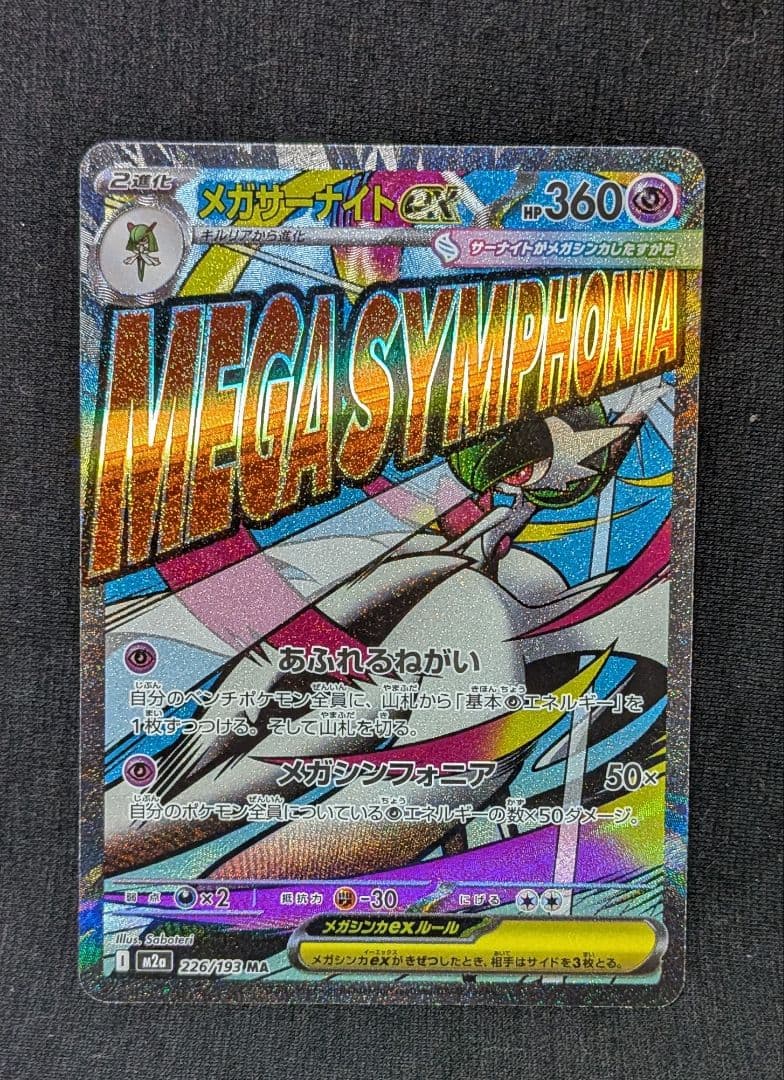 2進化
メガサーナイトex HP360
キルリアから進化
サーナイトがメガシンカしたすがた
MEGA SYMPHONIA
あふれるねがい
自分のベンチポケモン全員に、山札から「基本エネルギー」を
1枚ずつつける。そして山札を切る。
メガシンフォニア 50×
自分のポケモン全員についているエネルギーの数×50ダメージ。
弱点 ×2 抵抗力 -30 にげる
Illus. Saboteri
メガシンカexルール
メガシンカexがきぜつしたとき、相手はサイドを3枚とる。
I m2a 226/193 MA